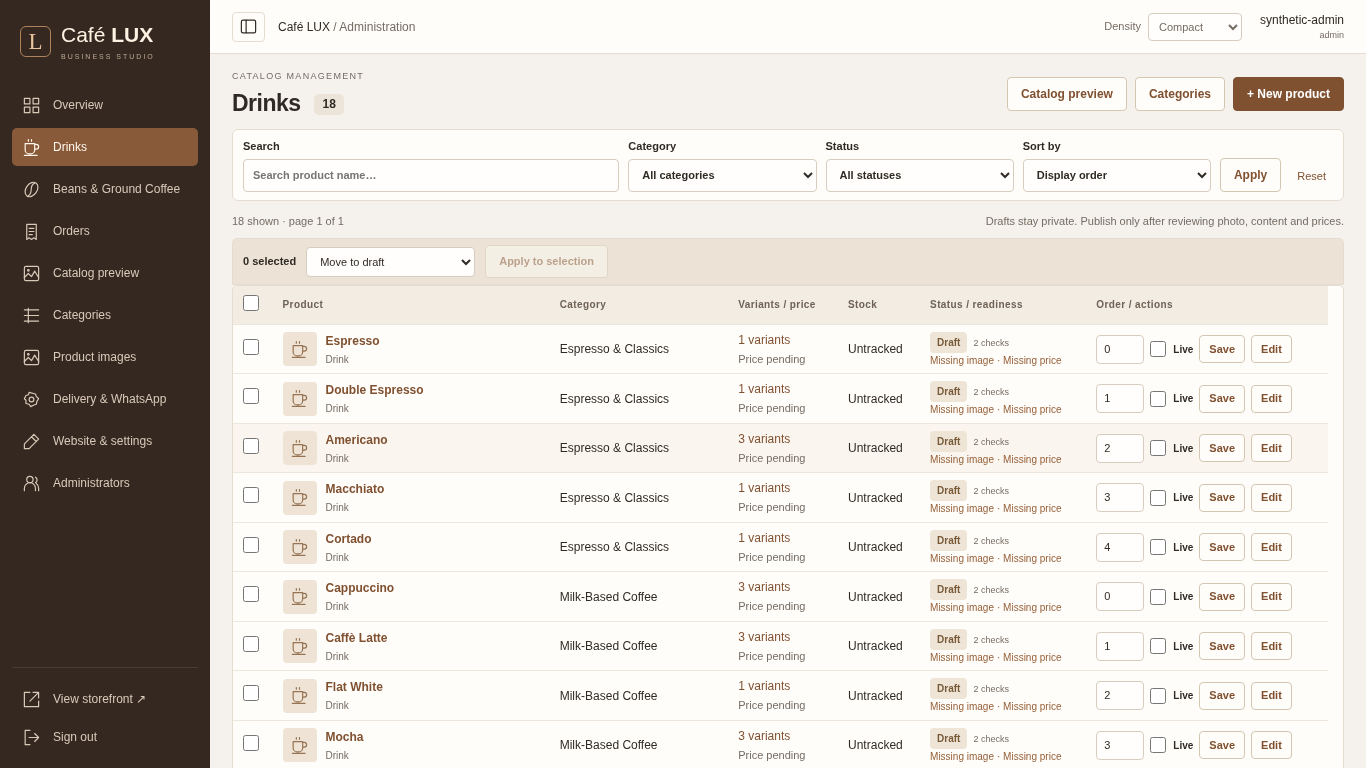 L
Café LUX
BUSINESS STUDIO
Overview
Drinks
Beans & Ground Coffee
Orders
Catalog preview
Categories
Product images
Delivery & WhatsApp
Website & settings
Administrators
View storefront ↗
Sign out
Café LUX / Administration
Density Compact
synthetic-admin
admin
CATALOG MANAGEMENT
Drinks 18
Catalog preview Categories + New product
Search Category Status Sort by
Search product name… All categories All statuses Display order Apply Reset
18 shown · page 1 of 1 Drafts stay private. Publish only after reviewing photo, content and prices.
0 selected Move to draft Apply to selection
Product Category Variants / price Stock Status / readiness Order / actions
Espresso 1 variants Draft 2 checks
Espresso & Classics Untracked 0 Live Save Edit
Drink Price pending Missing image · Missing price
Double Espresso 1 variants Draft 2 checks
Espresso & Classics Untracked 1 Live Save Edit
Drink Price pending Missing image · Missing price
Americano 3 variants Draft 2 checks
Espresso & Classics Untracked 2 Live Save Edit
Drink Price pending Missing image · Missing price
Macchiato 1 variants Draft 2 checks
Espresso & Classics Untracked 3 Live Save Edit
Drink Price pending Missing image · Missing price
Cortado 1 variants Draft 2 checks
Espresso & Classics Untracked 4 Live Save Edit
Drink Price pending Missing image · Missing price
Cappuccino 3 variants Draft 2 checks
Milk-Based Coffee Untracked 0 Live Save Edit
Drink Price pending Missing image · Missing price
Caffè Latte 3 variants Draft 2 checks
Milk-Based Coffee Untracked 1 Live Save Edit
Drink Price pending Missing image · Missing price
Flat White 1 variants Draft 2 checks
Milk-Based Coffee Untracked 2 Live Save Edit
Drink Price pending Missing image · Missing price
Mocha 3 variants Draft 2 checks
Milk-Based Coffee Untracked 3 Live Save Edit
Drink Price pending Missing image · Missing price